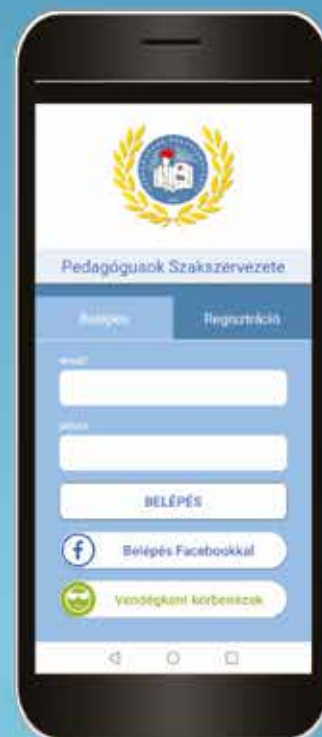 Pedagógusok Szakszervezete
Belépés Regisztráció
email
jelszó
BELÉPÉS
Belépés Facebookkal
Vendégként körbenézek